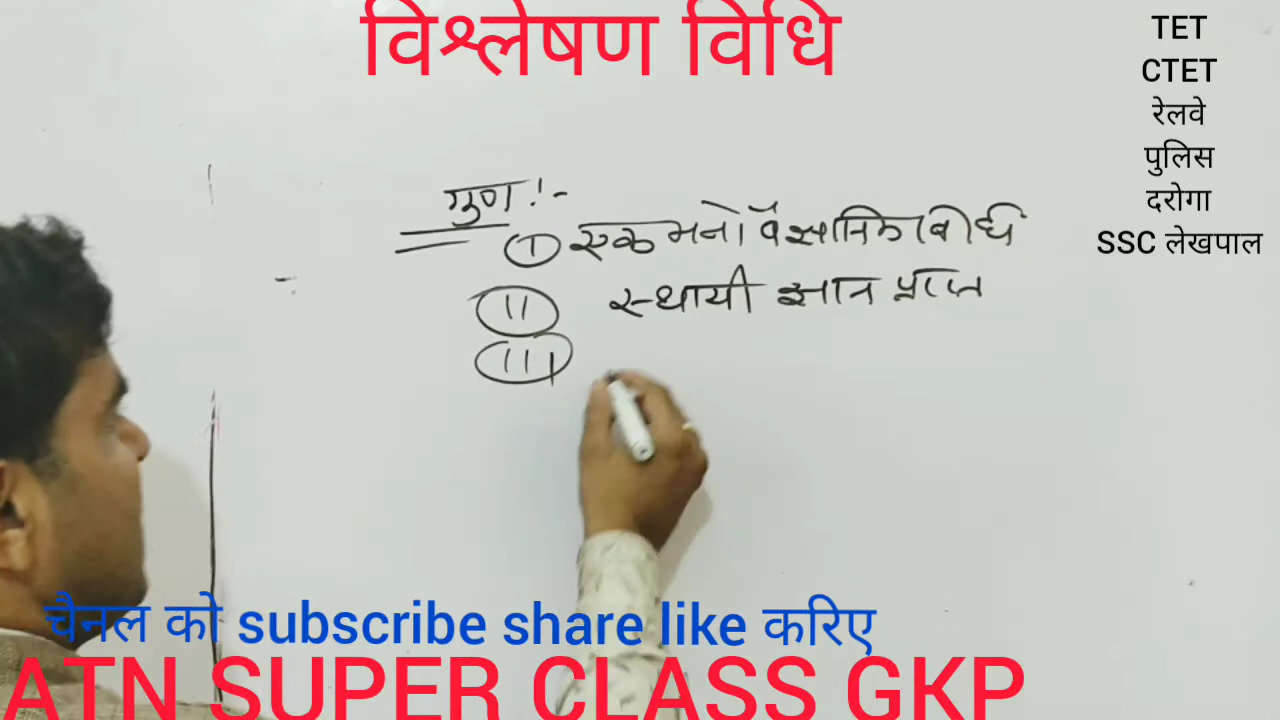 विश्लेषण विधि
TET
CTET
रेलवे
पुलिस
दरोगा
SSC लेखपाल
गुण :-
(I) एक मनोवैज्ञानिक विधि
(II) स्थायी ज्ञान प्राप्त
(III)
चैनल को subscribe share like करिए
ATN SUPER CLASS GKP